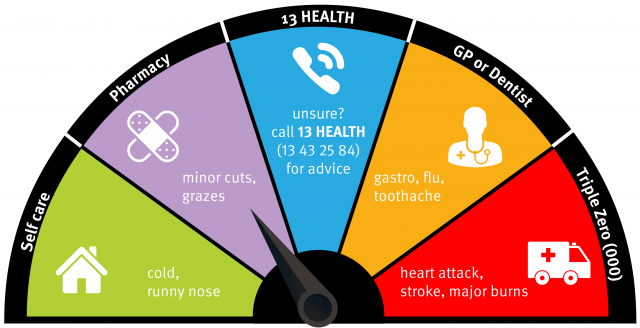 Self care
cold,
runny nose
Pharmacy
minor cuts,
grazes
13 HEALTH
unsure?
call 13 HEALTH
(13 43 25 84)
for advice
GP or Dentist
gastro, flu,
toothache
Triple Zero (000)
heart attack,
stroke, major burns